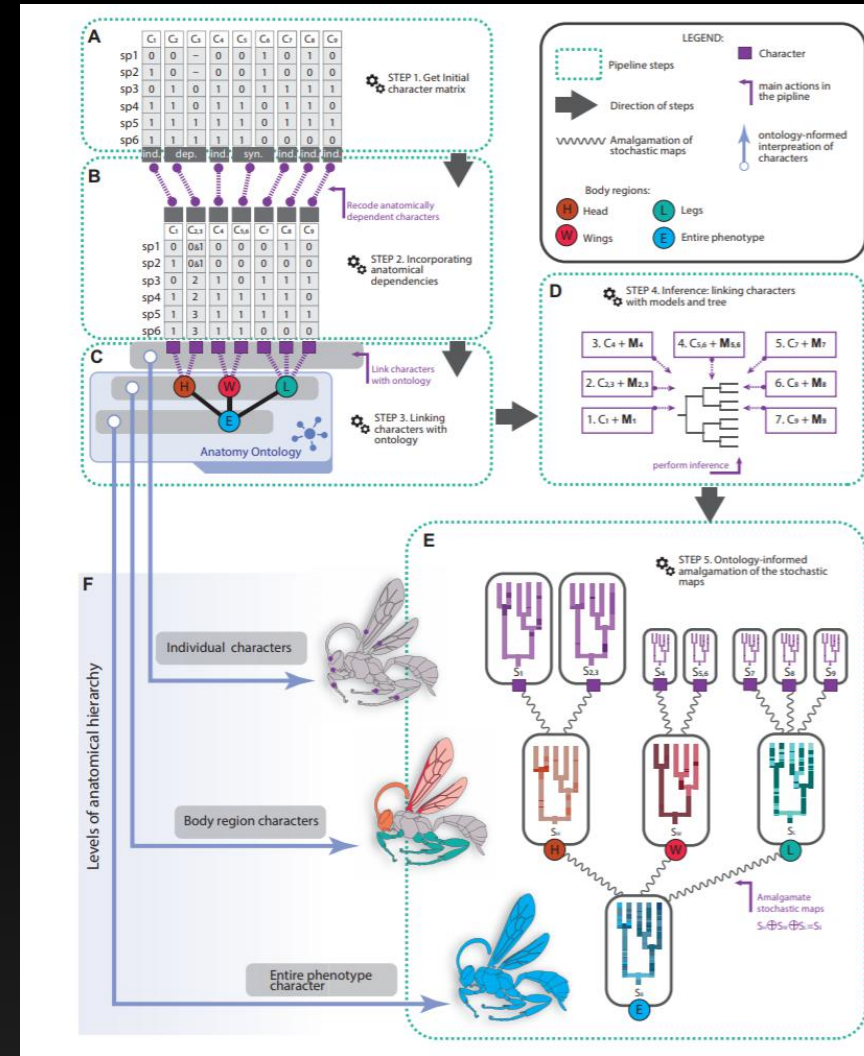 A
C1 C2 C3 C4 C5 C6 C7 C8 C9
sp1 0 0 – 0 0 1 0 1 0
sp2 1 0 – 0 0 1 0 0 0
sp3 0 1 0 1 0 1 1 1 1
sp4 1 1 0 1 1 0 1 1 0
sp5 1 1 1 1 1 0 1 1 1
sp6 1 1 1 1 1 0 0 0 0
ind. dep. ind. syn. ind. ind. ind.
STEP 1. Get Initial
character matrix
LEGEND:
Pipeline steps
Character
Direction of steps
main actions in
the pipline
Amalgamation of
stochastic maps
ontology-nformed
interpreation of
characters
Body regions:
H Head
L Legs
W Wings
E Entire phenotype
B
Recode anatomically
dependent characters
C1 C2,3 C4 C5,6 C7 C8 C9
sp1 0 0&1 0 0 0 1 0
sp2 1 0&1 0 0 0 0 0
sp3 0 2 1 0 1 1 1
sp4 1 2 1 1 1 1 0
sp5 1 3 1 1 1 1 1
sp6 1 3 1 1 0 0 0
STEP 2. Incorporating
anatomical
dependencies
C
Link characters
with ontology
H W L
E
Anatomy Ontology
STEP 3. Linking
characters with
ontology
D
STEP 4. Inference: linking characters
with models and tree
3. C4 + M4
4. C5,6 + M5,6
5. C7 + M7
2. C2,3 + M2,3
6. C8 + M8
1. C1 + M1
7. C9 + M9
perform inference
E
STEP 5. Ontology-informed
amalgamation of the stochastic
maps
S1 S2,3 S4 S5,6 S7 S8 S9
H W L
Amalgamate
stochastic maps
E
F
Levels of anatomical hierarchy
Individual characters
Body region characters
Entire phenotype
character